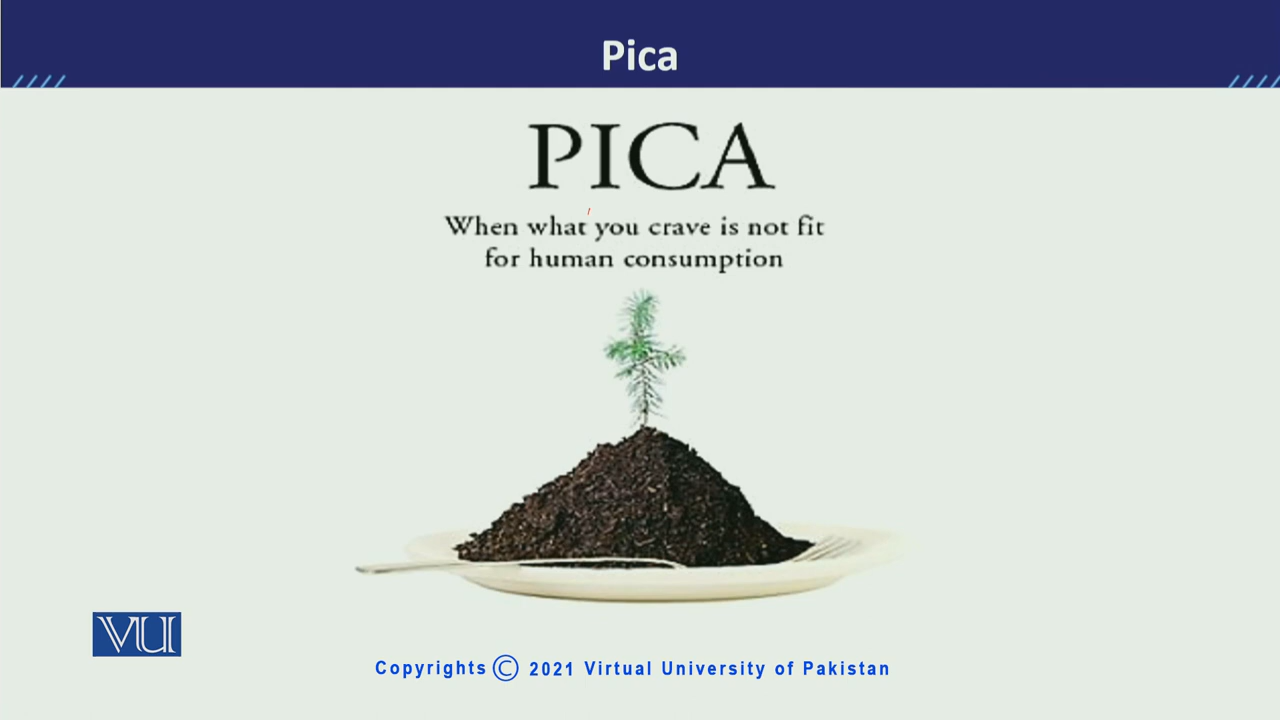 Pica
PICA
When what you crave is not fit
for human consumption
VU
Copyrights © 2021 Virtual University of Pakistan